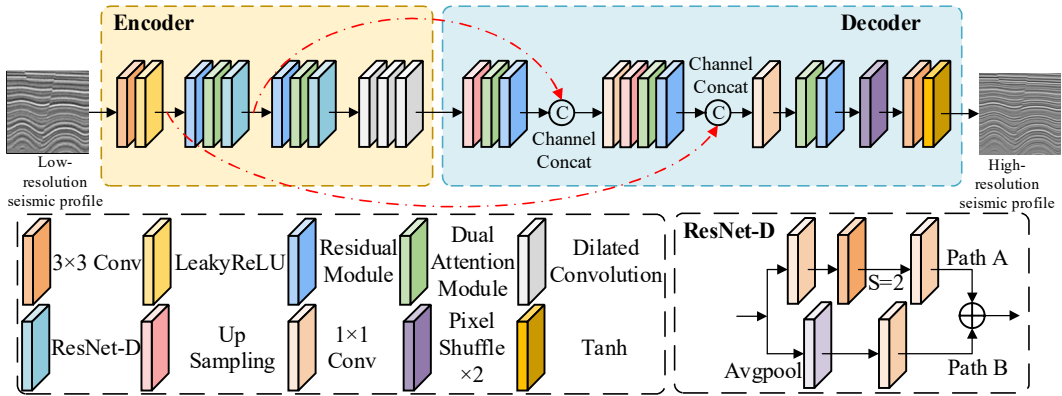 Encoder
Decoder
Channel
Concat
C
C
Channel
Concat
Low-
resolution
seismic profile
High-
resolution
seismic profile
3×3 Conv
LeakyReLU
Residual
Module
Dual
Attention
Module
Dilated
Convolution
ResNet-D
Up
Sampling
1×1
Conv
Pixel
Shuffle
×2
Tanh
ResNet-D
S=2
Path A
Avgpool
Path B